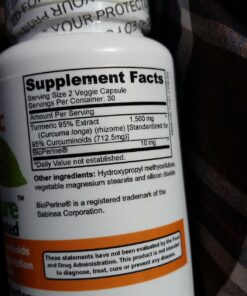 YOUR PROTECTION
Supplement Facts
Serving Size 2 Veggie Capsule
Servings Per Container: 30
Amount Per Serving
Turmeric 95% Extract 1,500 mg
(Curcuma longa) (rhizome) [Standardized for
95% Curcuminoids (712.5mg)]
BioPerine® 10 mg
*Daily Value not established.
Other ingredients: Hydroxypropyl methylcellulose,
vegetable magnesium stearate and silicon dioxide
BioPerine® is a registered trademark of the
Sabinsa Corporation.
These statements have not been evaluated by the Food
and Drug Administration. This product is not intended
to diagnose, treat, cure or prevent any disease.